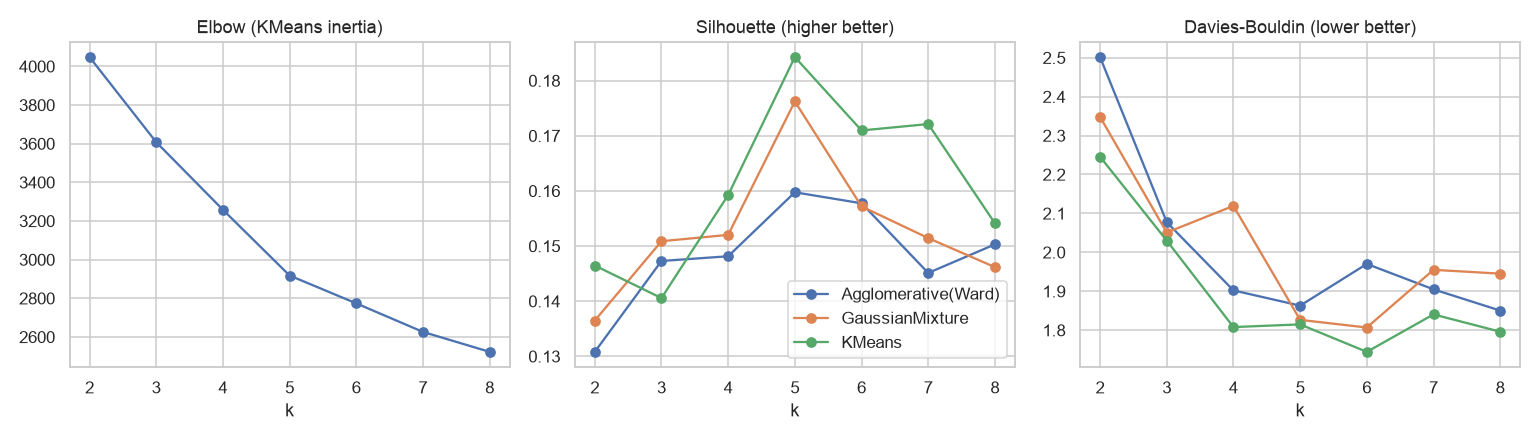 Elbow (KMeans inertia)
4000
3800
3600
3400
3200
3000
2800
2600
2 3 4 5 6 7 8
k
Silhouette (higher better)
0.18
0.17
0.16
0.15
0.14
0.13
Agglomerative(Ward)
GaussianMixture
KMeans
2 3 4 5 6 7 8
k
Davies-Bouldin (lower better)
2.5
2.4
2.3
2.2
2.1
2.0
1.9
1.8
2 3 4 5 6 7 8
k